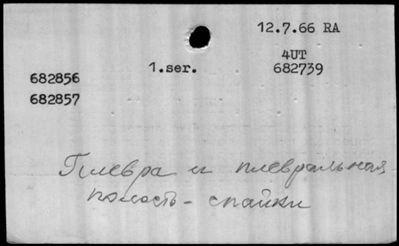 12.7.66 RA
4UT
1.ser. 682739
682856
682857
Плевра и плевральная
полость - спайки